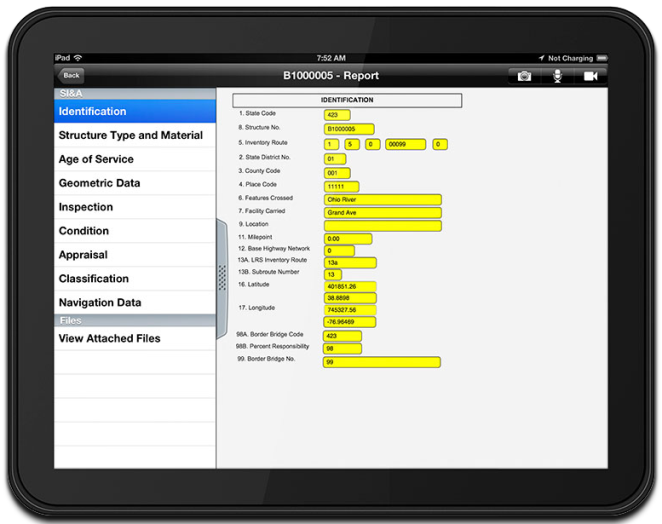 iPad 7:52 AM Not Charging
Back B1000005 - Report
SI&A
Identification
Structure Type and Material
Age of Service
Geometric Data
Inspection
Condition
Appraisal
Classification
Navigation Data
Files
View Attached Files
IDENTIFICATION
1. State Code 423
8. Structure No. B1000005
5. Inventory Route 1 5 0 00099 0
2. State District No. 01
3. County Code 001
4. Place Code 11111
6. Features Crossed Ohio River
7. Facility Carried Grand Ave
9. Location
11. Milepoint 0.00
12. Base Highway Network 0
13A. LRS Inventory Route 13a
13B. Subroute Number 13
16. Latitude 401851.26
38.8898
17. Longitude 745327.56
-76.96469
98A. Border Bridge Code 423
98B. Percent Responsibility 98
99. Border Bridge No. 99